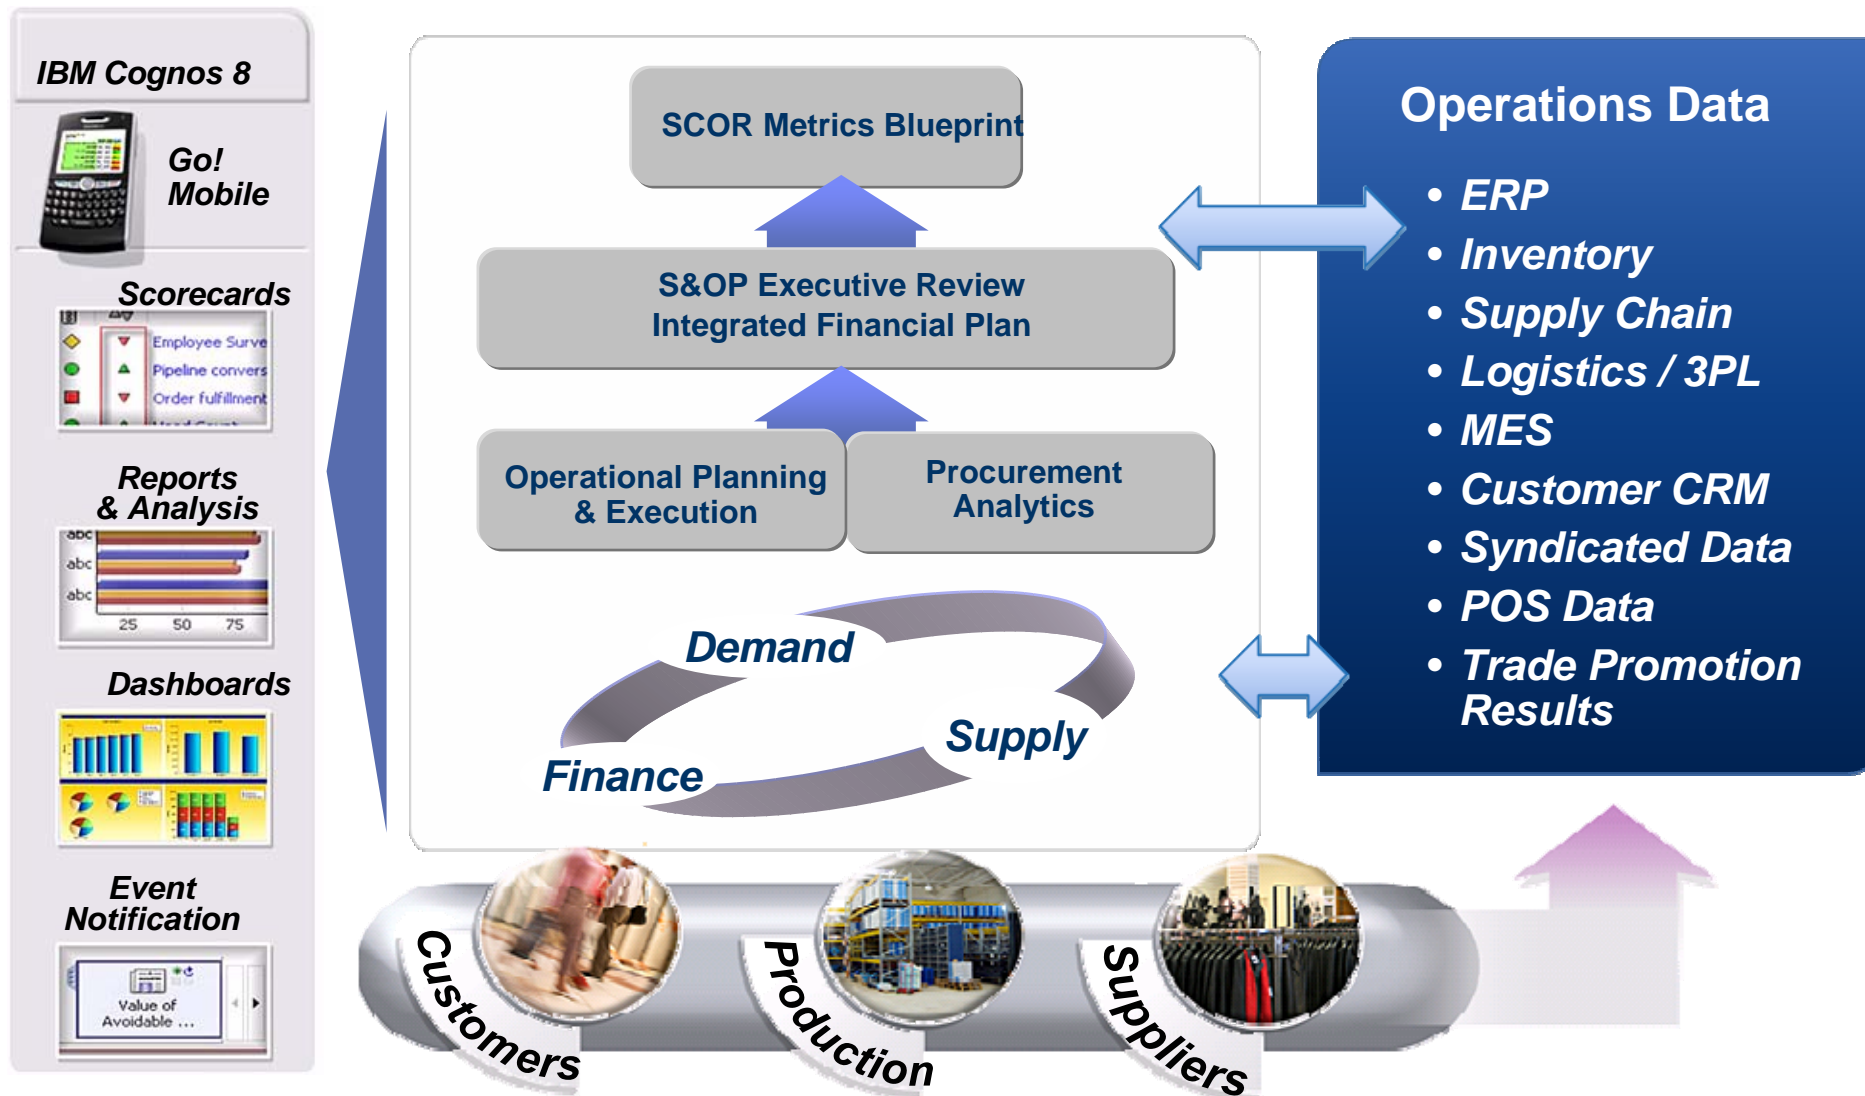 IBM Cognos 8
Go!
Mobile
Scorecards
Employee Surve
Pipeline convers
Order fulfillment
Reports
& Analysis
abc
abc
abc
25 50 75
Dashboards
Event
Notification
Value of
Avoidable ...
SCOR Metrics Blueprint
S&OP Executive Review
Integrated Financial Plan
Operational Planning
& Execution
Procurement
Analytics
Demand
Supply
Finance
Customers
Production
Suppliers
Operations Data
• ERP
• Inventory
• Supply Chain
• Logistics / 3PL
• MES
• Customer CRM
• Syndicated Data
• POS Data
• Trade Promotion
Results